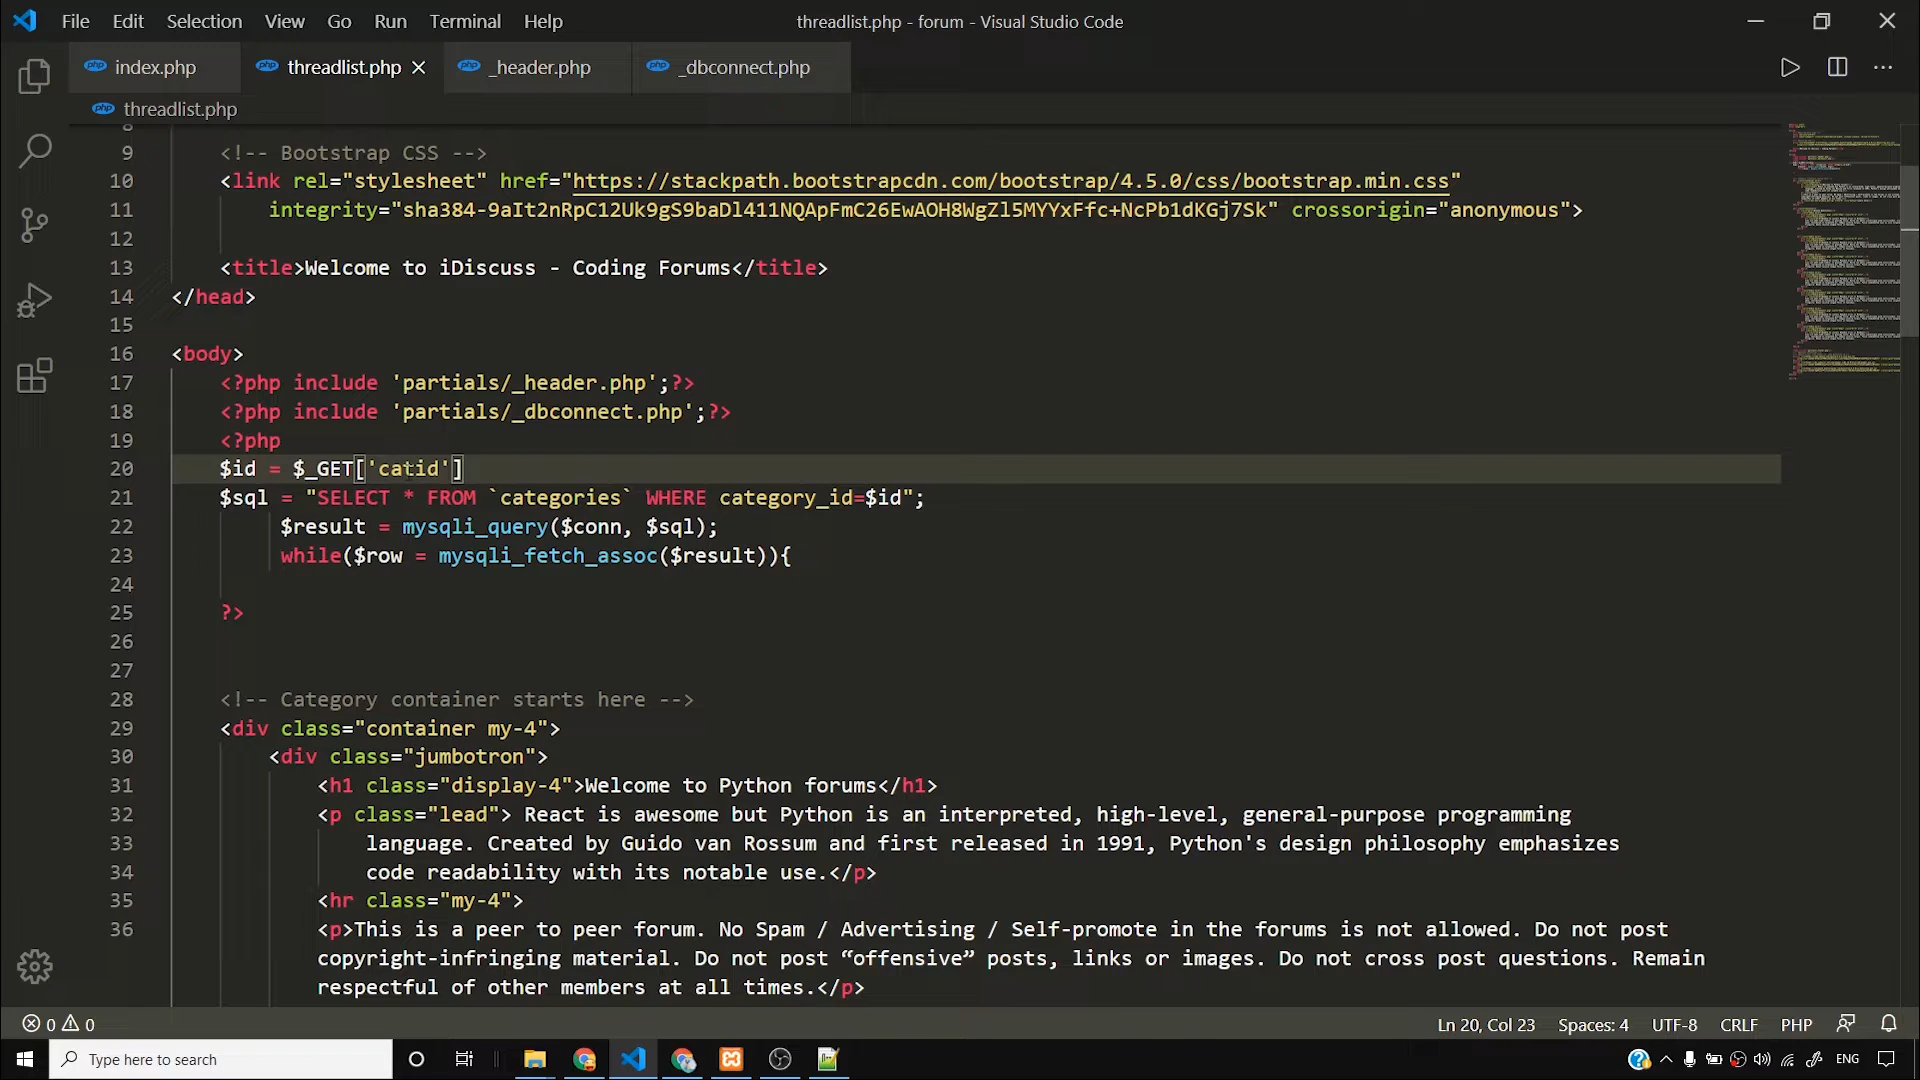 File Edit Selection View Go Run Terminal Help
threadlist.php - forum - Visual Studio Code
php index.php php threadlist.php php _header.php php _dbconnect.php
php threadlist.php
8
9 <!-- Bootstrap CSS -->
10 <link rel="stylesheet" href="https://stackpath.bootstrapcdn.com/bootstrap/4.5.0/css/bootstrap.min.css"
11 integrity="sha384-9aIt2nRpC12Uk9gS9baDl411NQApFmC26EwAOH8WgZl5MYYxFfc+NcPb1dKGj7Sk" crossorigin="anonymous">
12
13 <title>Welcome to iDiscuss - Coding Forums</title>
14 </head>
15
16 <body>
17 <?php include 'partials/_header.php';?>
18 <?php include 'partials/_dbconnect.php';?>
19 <?php
20 $id = $_GET['catid']
21 $sql = "SELECT * FROM `categories` WHERE category_id=$id";
22 $result = mysqli_query($conn, $sql);
23 while($row = mysqli_fetch_assoc($result)){
24
25 ?>
26
27
28 <!-- Category container starts here -->
29 <div class="container my-4">
30 <div class="jumbotron">
31 <h1 class="display-4">Welcome to Python forums</h1>
32 <p class="lead"> React is awesome but Python is an interpreted, high-level, general-purpose programming
33 language. Created by Guido van Rossum and first released in 1991, Python's design philosophy emphasizes
34 code readability with its notable use.</p>
35 <hr class="my-4">
36 <p>This is a peer to peer forum. No Spam / Advertising / Self-promote in the forums is not allowed. Do not post
copyright-infringing material. Do not post “offensive” posts, links or images. Do not cross post questions. Remain
respectful of other members at all times.</p>
0 0 Ln 20, Col 23 Spaces: 4 UTF-8 CRLF PHP
Type here to search
ENG